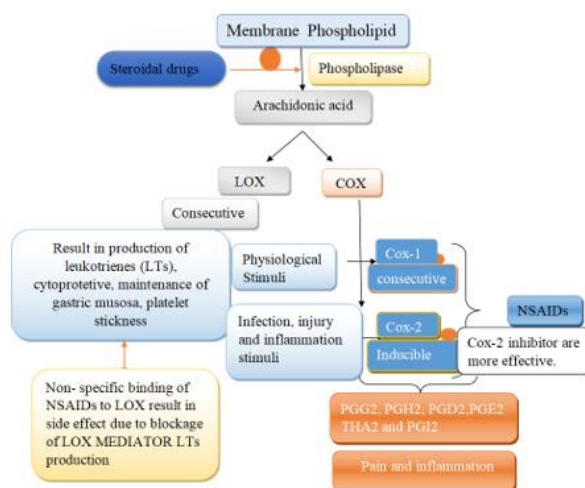 Membrane Phospholipid
Steroidal drugs
Phospholipase
Arachidonic acid
LOX
COX
Consecutive
Result in production of
leukotrienes (LTs),
cytoprotetive, maintenance of
gastric musosa, platelet
stickness
Physiological
Stimuli
Cox-1
consecutive
Infection, injury
and inflammation
stimuli
Cox-2
Inducible
NSAIDs
Cox-2 inhibitor are
more effective.
Non- specific binding of
NSAIDs to LOX result in
side effect due to blockage
of LOX MEDIATOR LTs
production
PGG2, PGH2, PGD2,PGE2
THA2 and PGI2
Pain and inflammation